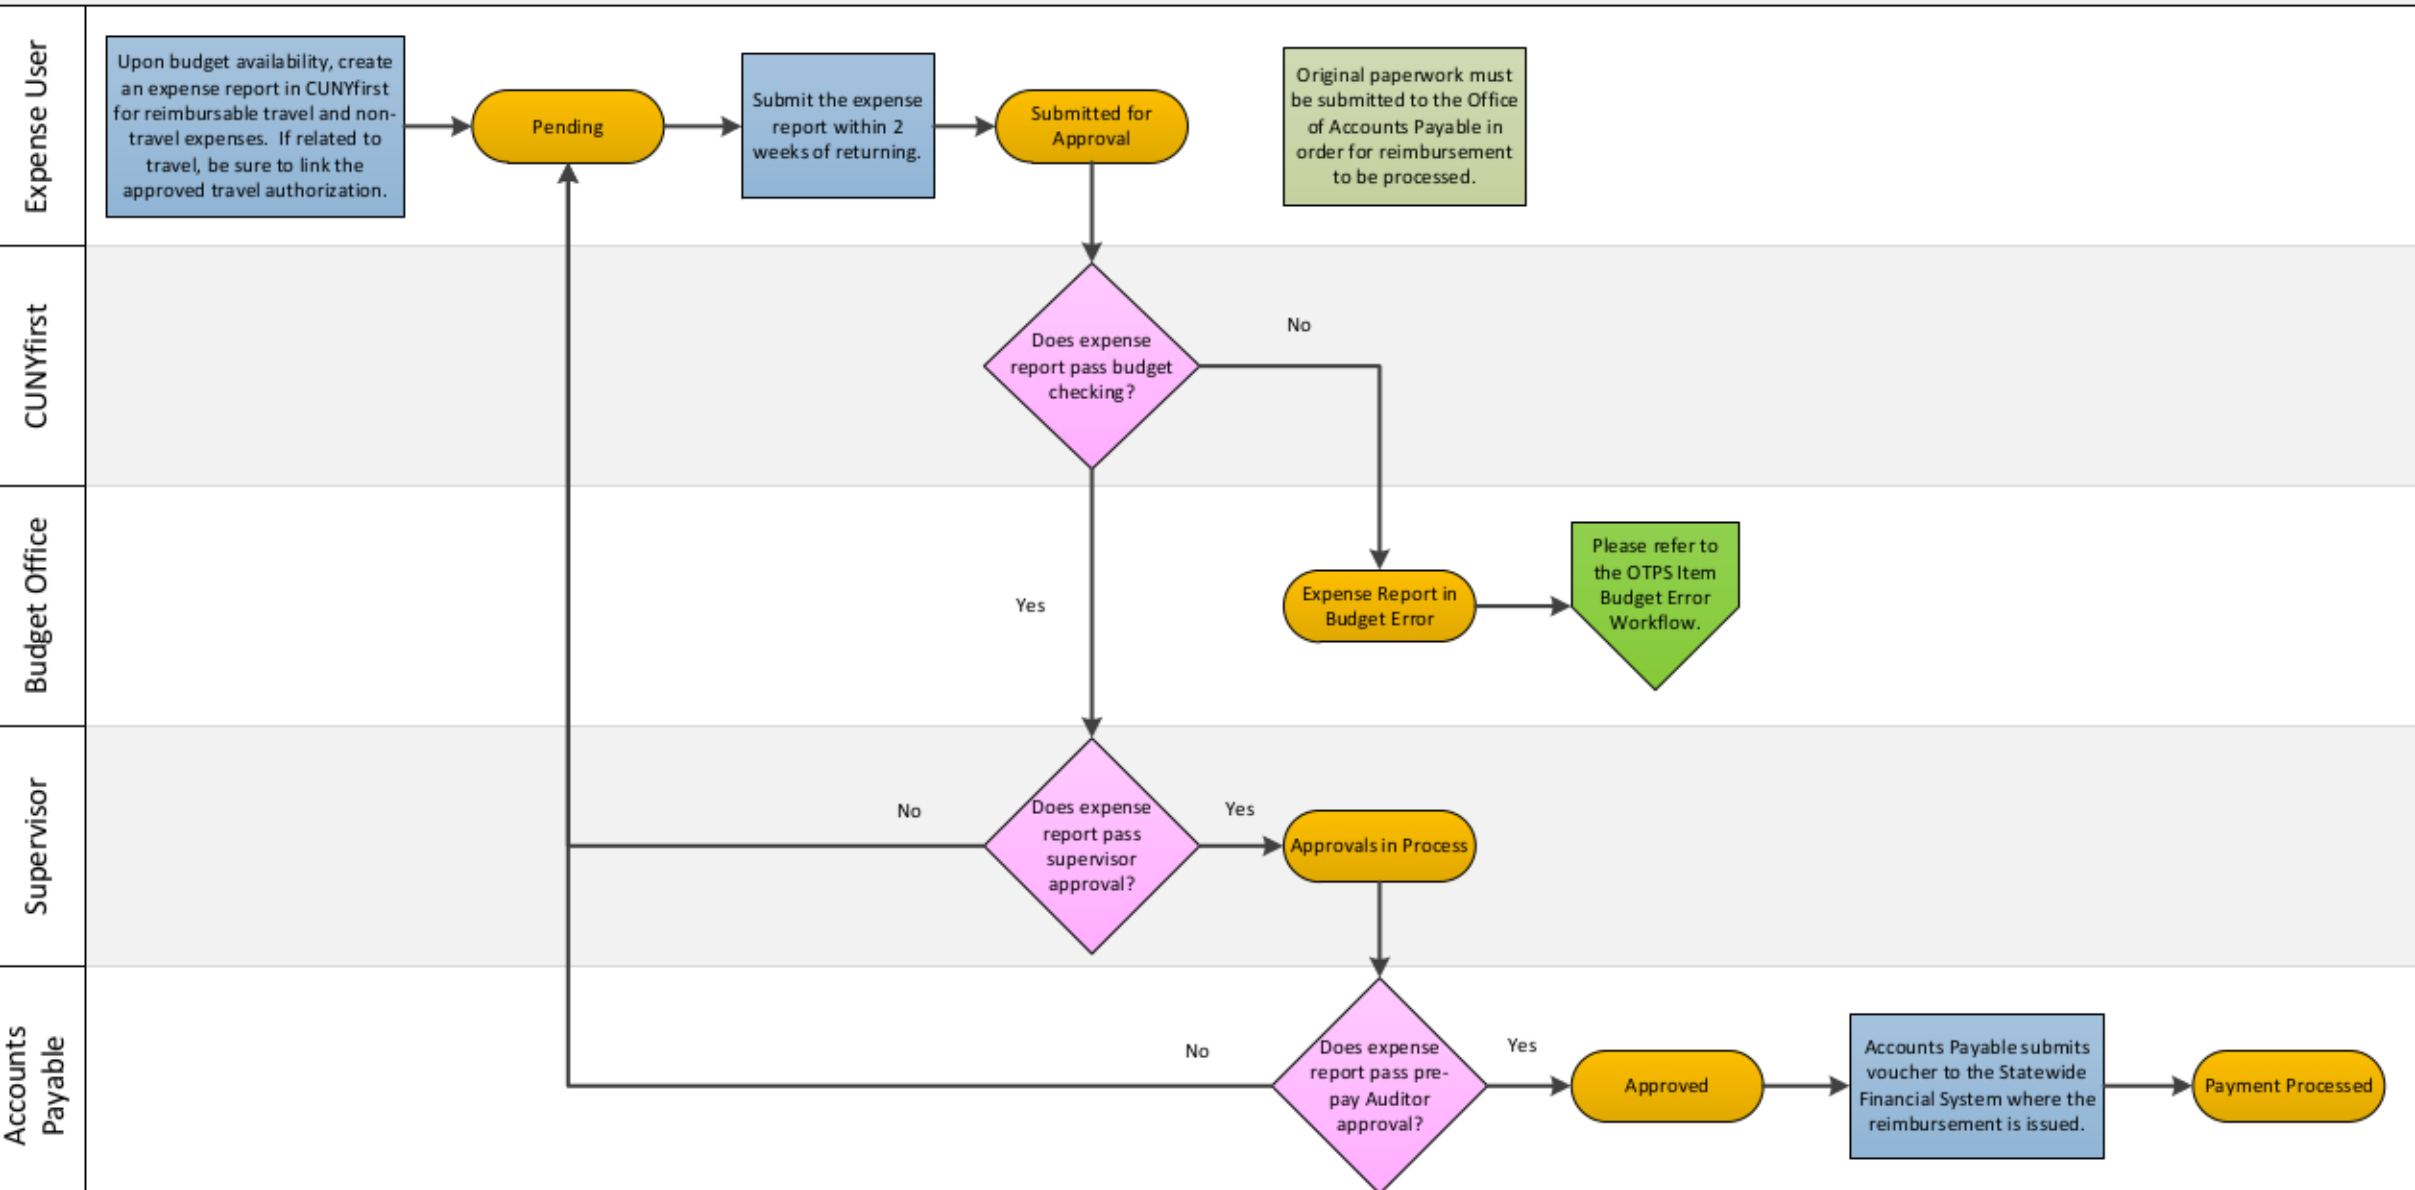 Expense User
Upon budget availability, create
an expense report in CUNYfirst
for reimbursable travel and non-
travel expenses. If related to
travel, be sure to link the
approved travel authorization.
Pending
Submit the expense
report within 2
weeks of returning.
Submitted for
Approval
Original paperwork must
be submitted to the Office
of Accounts Payable in
order for reimbursement
to be processed.
CUNYfirst
Does expense
report pass budget
checking?
No
Budget Office
Yes
Expense Report in
Budget Error
Please refer to
the OTPS Item
Budget Error
Workflow.
Supervisor
No
Does expense
report pass
supervisor
approval?
Yes
Approvals in Process
Accounts
Payable
No
Does expense
report pass pre-
pay Auditor
approval?
Yes
Approved
Accounts Payable submits
voucher to the Statewide
Financial System where the
reimbursement is issued.
Payment Processed